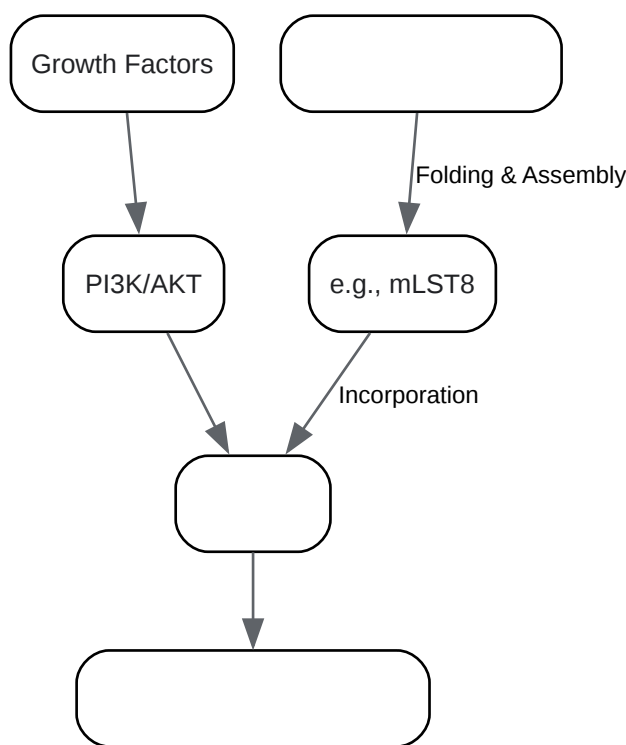 Growth Factors
Folding & Assembly
PI3K/AKT
e.g., mLST8
Incorporation